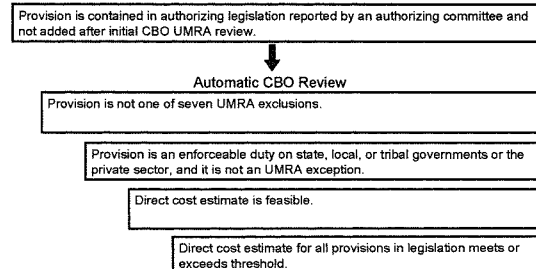 Provision is contained in authorizing legislation reported by an authorizing committee and
not added after initial CBO UMRA review.
Automatic CBO Review
Provision is not one of seven UMRA exclusions.
Provision is an enforceable duty on state, local, or tribal governments or the
private sector, and it is not an UMRA exception.
Direct cost estimate is feasible.
Direct cost estimate for all provisions in legislation meets or
exceeds threshold.